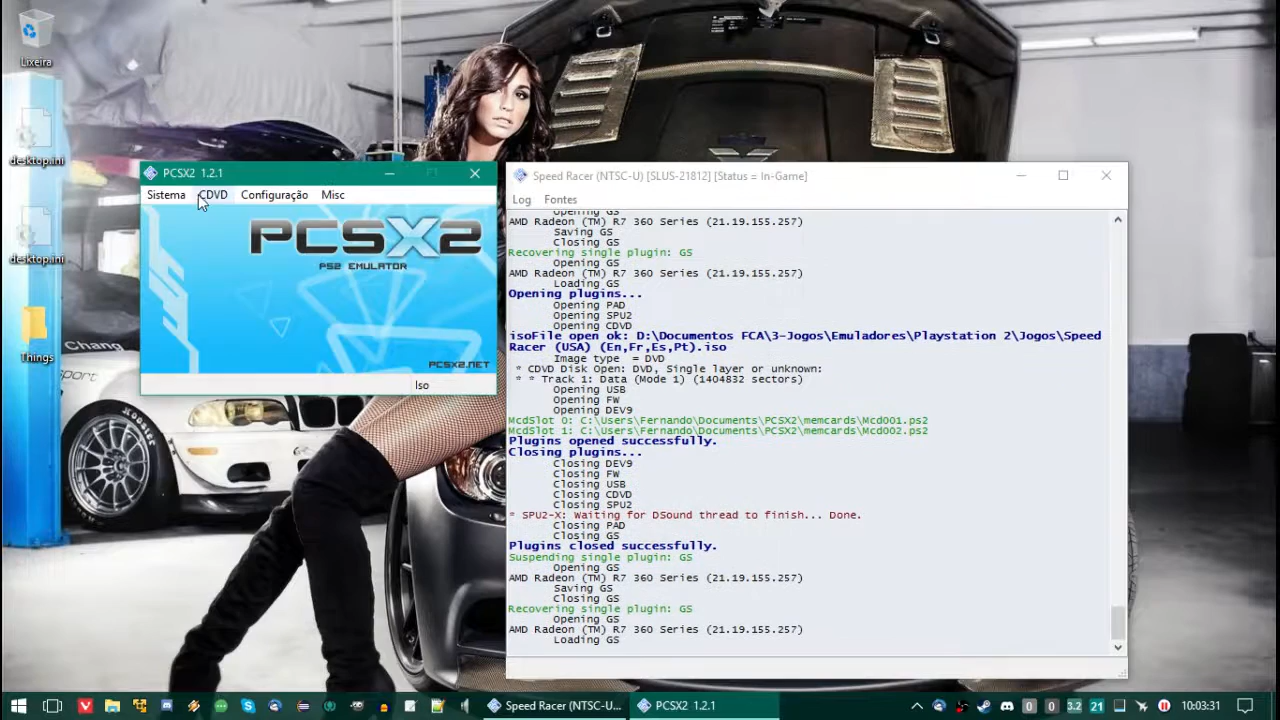 Lixeira
desktop.ini
desktop.ini
Things
PCSX2 1.2.1
Sistema CDVD Configuração Misc
PCSX2
PS2 EMULATOR
PCSX2.NET
Iso
Speed Racer (NTSC-U) [SLUS-21812] [Status = In-Game]
Log Fontes
Opening GS
AMD Radeon (TM) R7 360 Series (21.19.155.257)
Saving GS
Closing GS
Recovering single plugin: GS
Opening GS
AMD Radeon (TM) R7 360 Series (21.19.155.257)
Loading GS
Opening plugins...
Opening PAD
Opening SPU2
Opening CDVD
isoFile open ok: D:\Documentos FCA\3-Jogos\Emuladores\Playstation 2\Jogos\Speed
Racer (USA) (En,Fr,Es,Pt).iso
Image type = DVD
* CDVD Disk Open: DVD, Single layer or unknown:
* * Track 1: Data (Mode 1) (1404832 sectors)
Opening USB
Opening FW
Opening DEV9
McdSlot 0: C:\Users\Fernando\Documents\PCSX2\memcards\Mcd001.ps2
McdSlot 1: C:\Users\Fernando\Documents\PCSX2\memcards\Mcd002.ps2
Plugins opened successfully.
Closing plugins...
Closing DEV9
Closing FW
Closing USB
Closing CDVD
Closing SPU2
* SPU2-X: Waiting for DSound thread to finish... Done.
Closing PAD
Closing GS
Plugins closed successfully.
Suspending single plugin: GS
Opening GS
AMD Radeon (TM) R7 360 Series (21.19.155.257)
Saving GS
Closing GS
Recovering single plugin: GS
Opening GS
AMD Radeon (TM) R7 360 Series (21.19.155.257)
Loading GS
Chang
Sport
Speed Racer (NTSC-U...
PCSX2 1.2.1
0 0 3.2 21
10:03:31